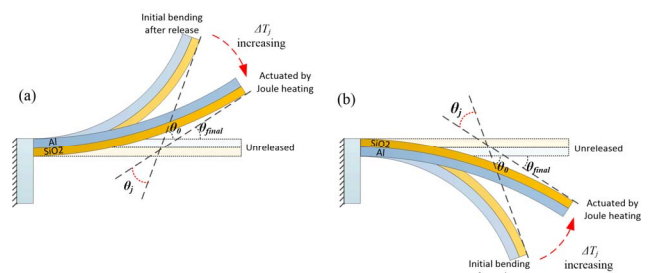 Initial bending
after release
ΔTj
increasing
Actuated by
Joule heating
(a)
Al
SiO2
θ0
θfinal
Unreleased
θj
(b)
θj
SiO2
Al
Unreleased
θ0
θfinal
Actuated by
Joule heating
ΔTj
increasing
Initial bending